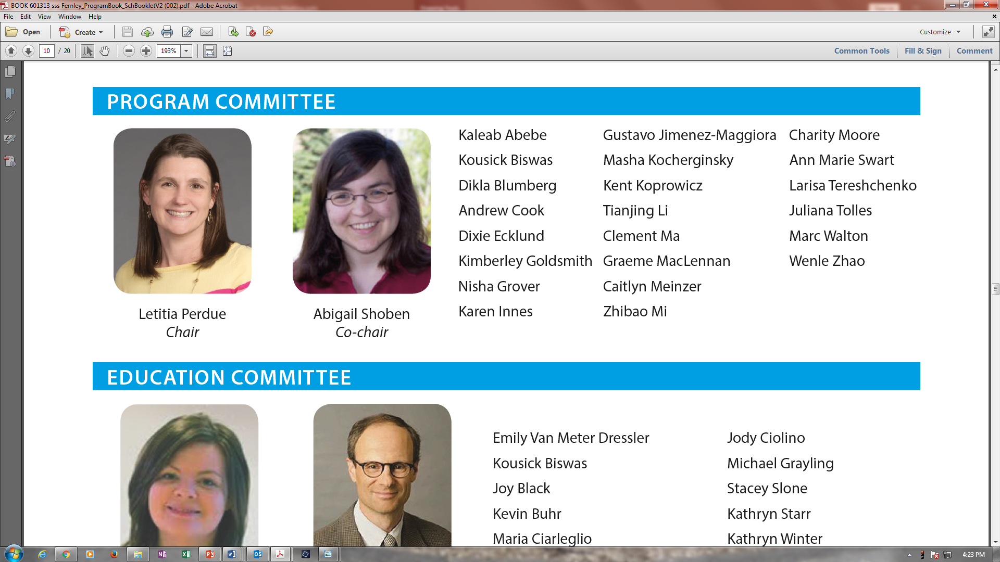 BOOK 601313 sss Fernley_ProgramBook_SchBookletV2 (002).pdf - Adobe Acrobat
File Edit View Window Help
Open Create Customize
10 / 20 193% Common Tools Fill & Sign Comment
PROGRAM COMMITTEE
Letitia Perdue
Chair
Abigail Shoben
Co-chair
Kaleab Abebe
Kousick Biswas
Dikla Blumberg
Andrew Cook
Dixie Ecklund
Kimberley Goldsmith
Nisha Grover
Karen Innes
Gustavo Jimenez-Maggiora
Masha Kocherginsky
Kent Koprowicz
Tianjing Li
Clement Ma
Graeme MacLennan
Caitlyn Meinzer
Zhibao Mi
Charity Moore
Ann Marie Swart
Larisa Tereshchenko
Juliana Tolles
Marc Walton
Wenle Zhao
EDUCATION COMMITTEE
Emily Van Meter Dressler
Kousick Biswas
Joy Black
Kevin Buhr
Maria Ciarleglio
Jody Ciolino
Michael Grayling
Stacey Slone
Kathryn Starr
Kathryn Winter
4:23 PM